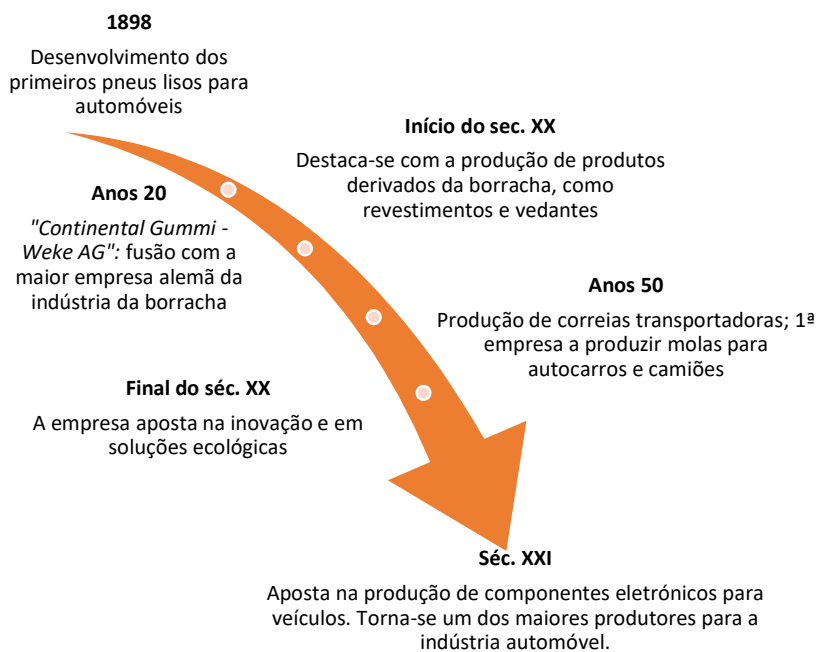 1898
Desenvolvimento dos
primeiros pneus lisos para
automóveis
Início do sec. XX
Destaca-se com a produção de produtos
derivados da borracha, como
revestimentos e vedantes
Anos 20
"Continental Gummi -
Weke AG": fusão com a
maior empresa alemã da
indústria da borracha
Anos 50
Produção de correias transportadoras; 1ª
empresa a produzir molas para
autocarros e camiões
Final do séc. XX
A empresa aposta na inovação e em
soluções ecológicas
Séc. XXI
Aposta na produção de componentes eletrónicos para
veículos. Torna-se um dos maiores produtores para a
indústria automóvel.